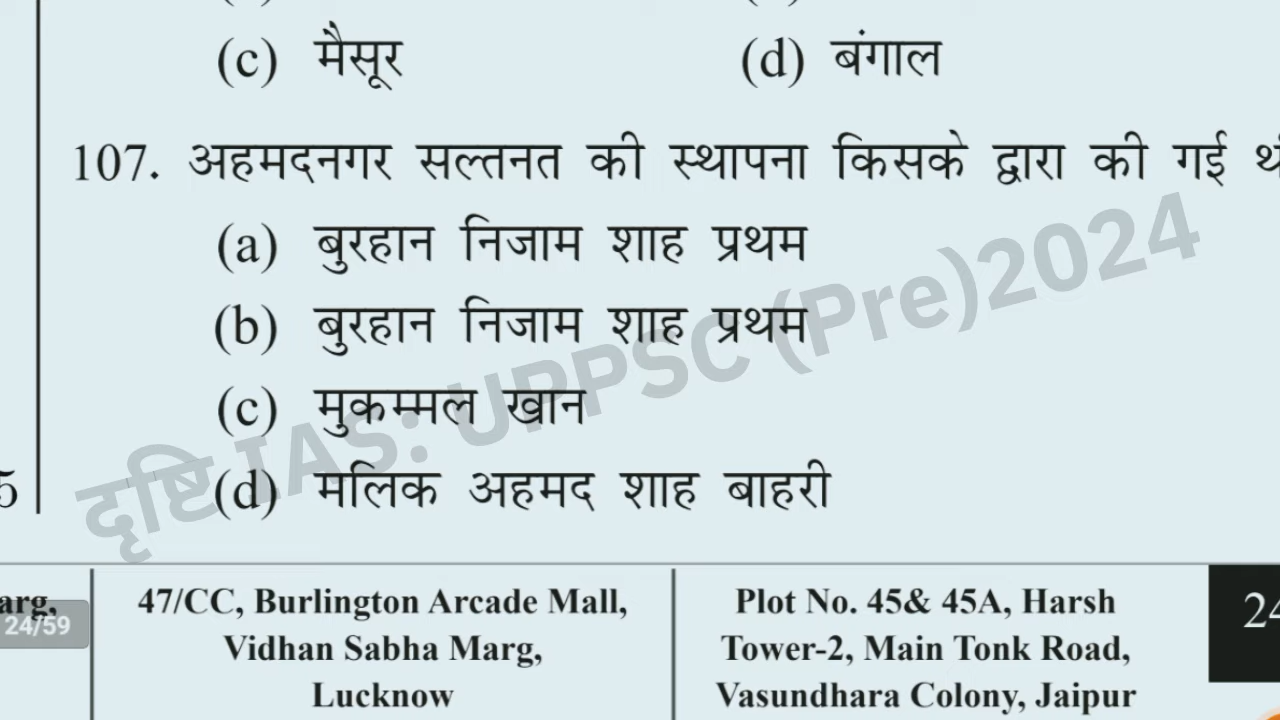 (c) मैसूर (d) बंगाल
107. अहमदनगर सल्तनत की स्थापना किसके द्वारा की गई
(a) बुरहान निजाम शाह प्रथम
(b) बुरहान निजाम शाह प्रथम
(c) मुकम्मल खान
(d) मलिक अहमद शाह बाहरी
दृष्टि IAS: UPPSC (Pre)2024
24/59
47/CC, Burlington Arcade Mall,
Vidhan Sabha Marg,
Lucknow
Plot No. 45& 45A, Harsh
Tower-2, Main Tonk Road,
Vasundhara Colony, Jaipur